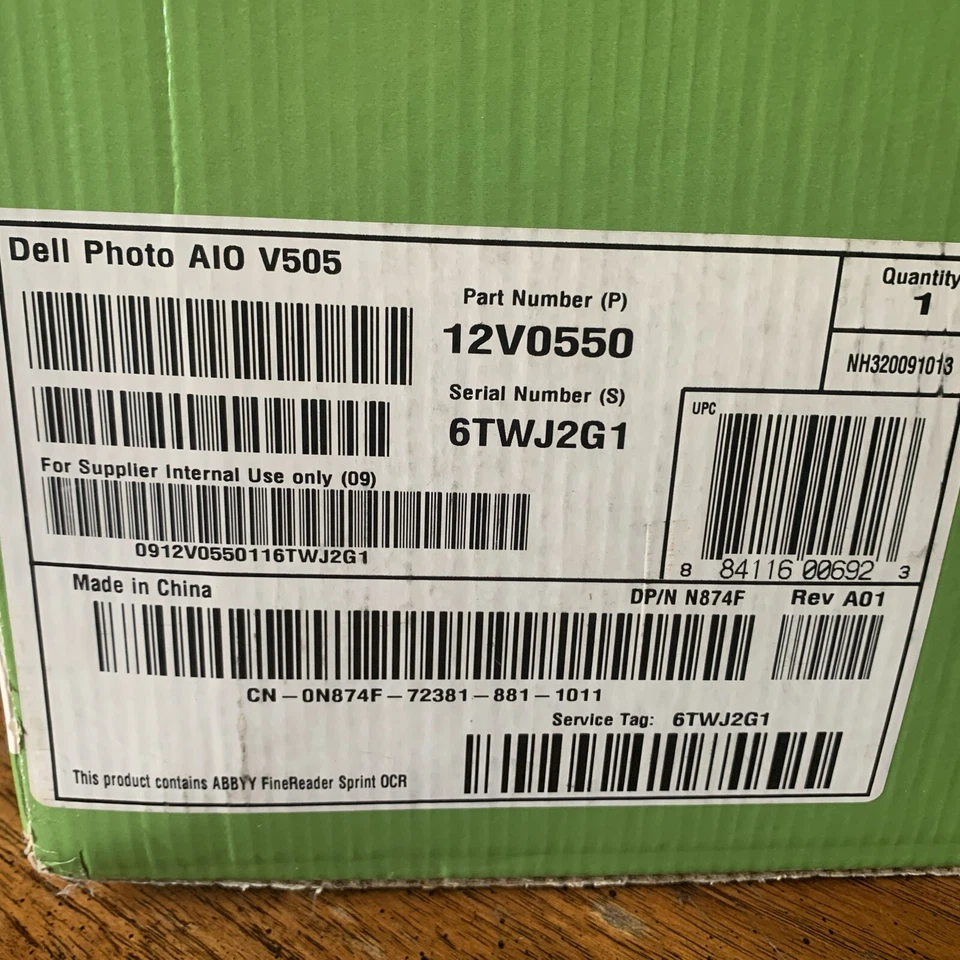 Dell Photo AIO V505
Quantity
1
Part Number (P)
12V0550
NH320091013
Serial Number (S)
6TWJ2G1
UPC
For Supplier Internal Use only (09)
0912V0550116TWJ2G1
8 84116 00692 3
Made in China
DP/N N874F Rev A01
CN-0N874F-72381-881-1011
Service Tag: 6TWJ2G1
This product contains ABBYY FineReader Sprint OCR